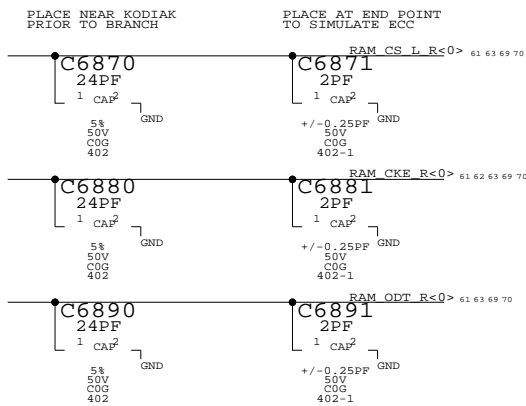 PLACE NEAR KODIAK
PRIOR TO BRANCH
PLACE AT END POINT
TO SIMULATE ECC
RAM_CS_L_R<0> 61 63 69 70
C6870
24PF
1 CAP 2
GND
5%
50V
C0G
402
C6871
2PF
1 CAP 2
GND
+/-0.25PF
50V
C0G
402-1
RAM_CKE_R<0> 61 62 63 69 70
C6880
24PF
1 CAP 2
GND
5%
50V
C0G
402
C6881
2PF
1 CAP 2
GND
+/-0.25PF
50V
C0G
402-1
RAM_ODT_R<0> 61 63 69 70
C6890
24PF
1 CAP 2
GND
5%
50V
C0G
402
C6891
2PF
1 CAP 2
GND
+/-0.25PF
50V
C0G
402-1